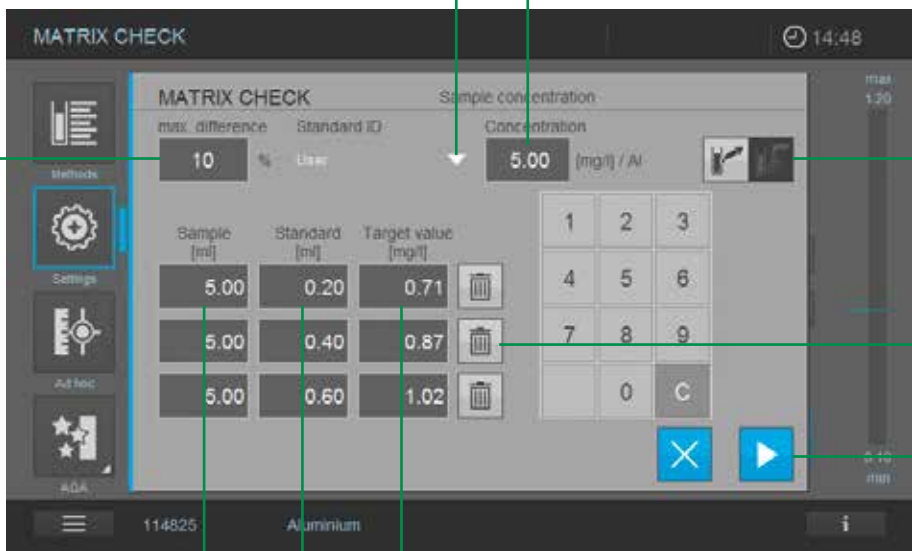 MATRIX CHECK
14:48
MATRIX CHECK
Sample concentration
max
1.20
max. difference
Standard ID
Concentration
10
%
User
5.00
[mg/l] / Al
Methods
Sample
[ml]
Standard
[ml]
Target value
[mg/l]
1 2 3
Settings
5.00 0.20 0.71
4 5 6
5.00 0.40 0.87
7 8 9
Ad hoc
5.00 0.60 1.02
0 C
AQA
0.10
min
114825
Aluminium
i